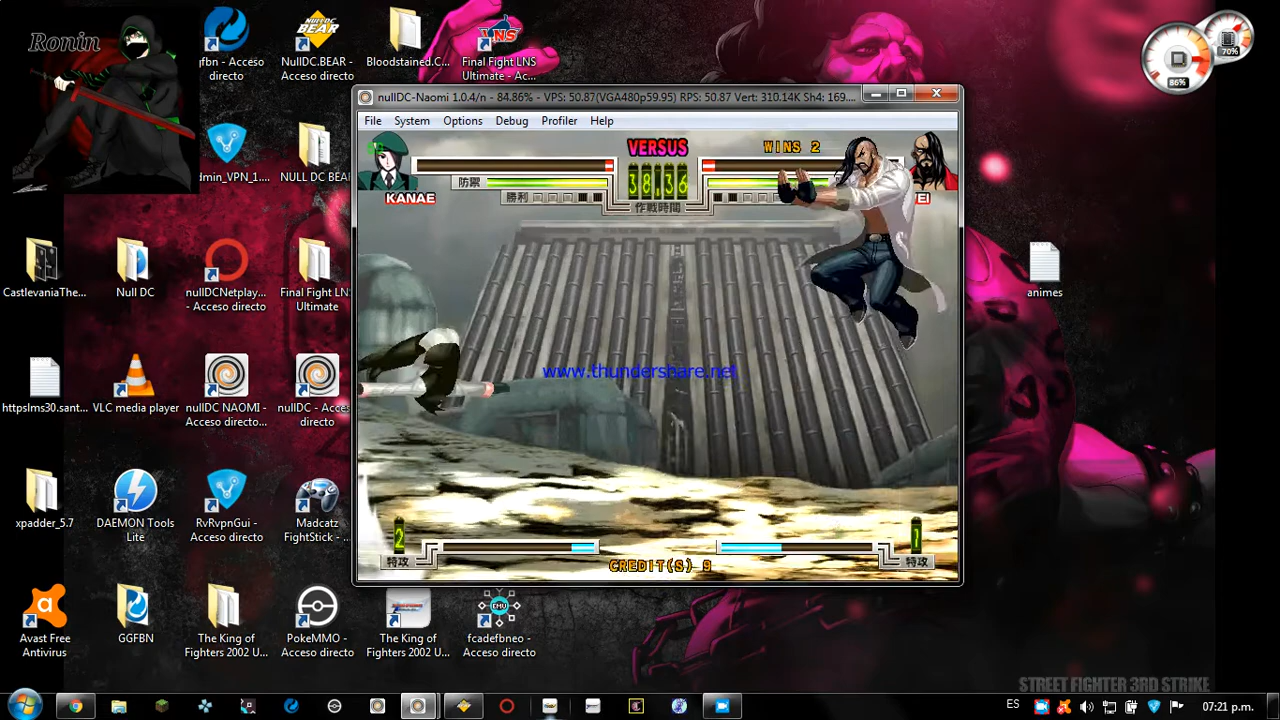 Ronin
gfbn - Acceso directo
NullDC.BEAR - Acceso directo
Bloodstained.C...
Final Fight LNS Ultimate - Ac...
86%
70%
nullDC-Naomi 1.0.4/n - 84.86% - VPS: 50.87(VGA480p59.95) RPS: 50.87 Vert: 310.14K Sh4: 169....
File System Options Debug Profiler Help
VERSUS
WINS 2
38.36
防禦
勝利
作戦時間
KANAE
EI
dmin_VPN_1....
NULL DC BEA
www.thundershare.net
CastlevaniaThe...
Null DC
nullDCNetplay... - Acceso directo
Final Fight LN Ultimate
animes
httpslms30.sant...
VLC media player
nullDC NAOMI - Acceso directo...
nullDC - Acces directo
xpadder_5.7
DAEMON Tools Lite
RvRvpnGui - Acceso directo
Madcatz FightStick - ...
2
1
特攻
特攻
CREDIT(S) 9
Avast Free Antivirus
GGFBN
The King of Fighters 2002 U...
PokeMMO - Acceso directo
The King of Fighters 2002 U...
fcadefbneo - Acceso directo
STREET FIGHTER 3RD STRIKE
ES
07:21 p.m.